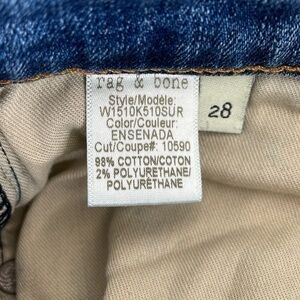 rag & bone
Style/Modèle:
W1510K510SUR
Color/Couleur:
ENSENADA
Cut/Coupe#: 10590
98% COTTON/COTON
2% POLYURETHANE/
POLYURÉTHANE
28